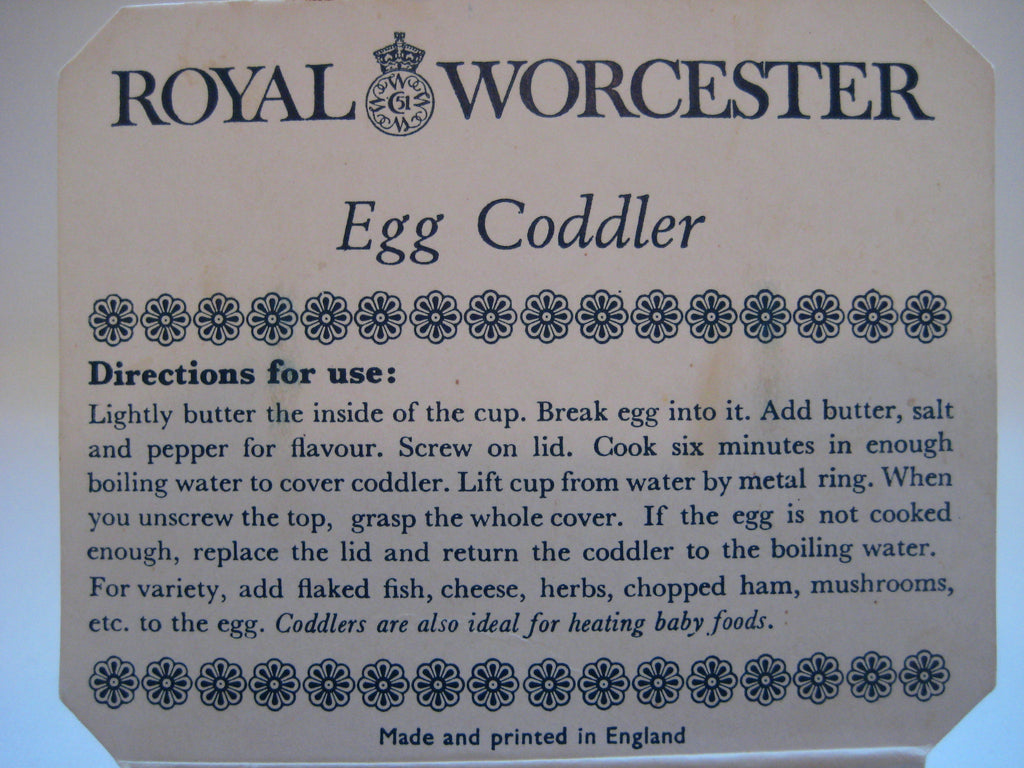 ROYAL WORCESTER
51
Egg Coddler
Directions for use:
Lightly butter the inside of the cup. Break egg into it. Add butter, salt
and pepper for flavour. Screw on lid. Cook six minutes in enough
boiling water to cover coddler. Lift cup from water by metal ring. When
you unscrew the top, grasp the whole cover. If the egg is not cooked
enough, replace the lid and return the coddler to the boiling water.
For variety, add flaked fish, cheese, herbs, chopped ham, mushrooms,
etc. to the egg. Coddlers are also ideal for heating baby foods.
Made and printed in England